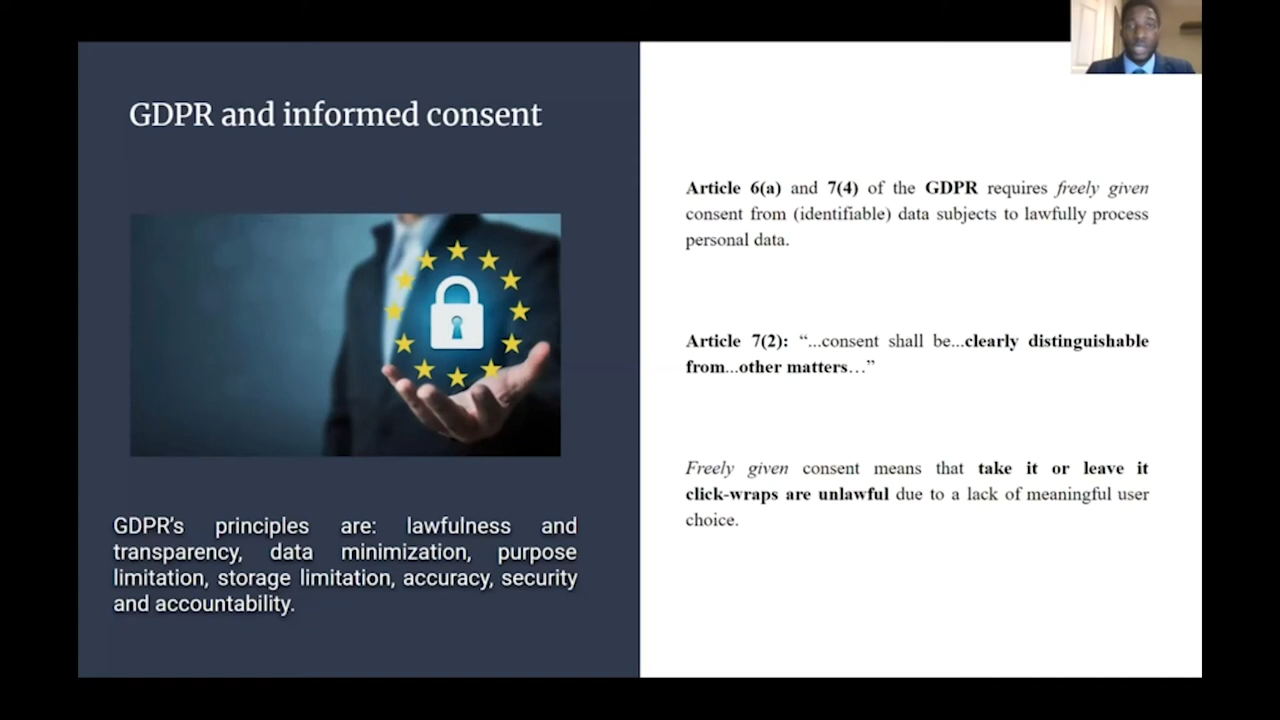 GDPR and informed consent
GDPR's principles are: lawfulness and
transparency, data minimization, purpose
limitation, storage limitation, accuracy, security
and accountability.
Article 6(a) and 7(4) of the GDPR requires freely given
consent from (identifiable) data subjects to lawfully process
personal data.
Article 7(2): “...consent shall be...clearly distinguishable
from...other matters…”
Freely given consent means that take it or leave it
click-wraps are unlawful due to a lack of meaningful user
choice.